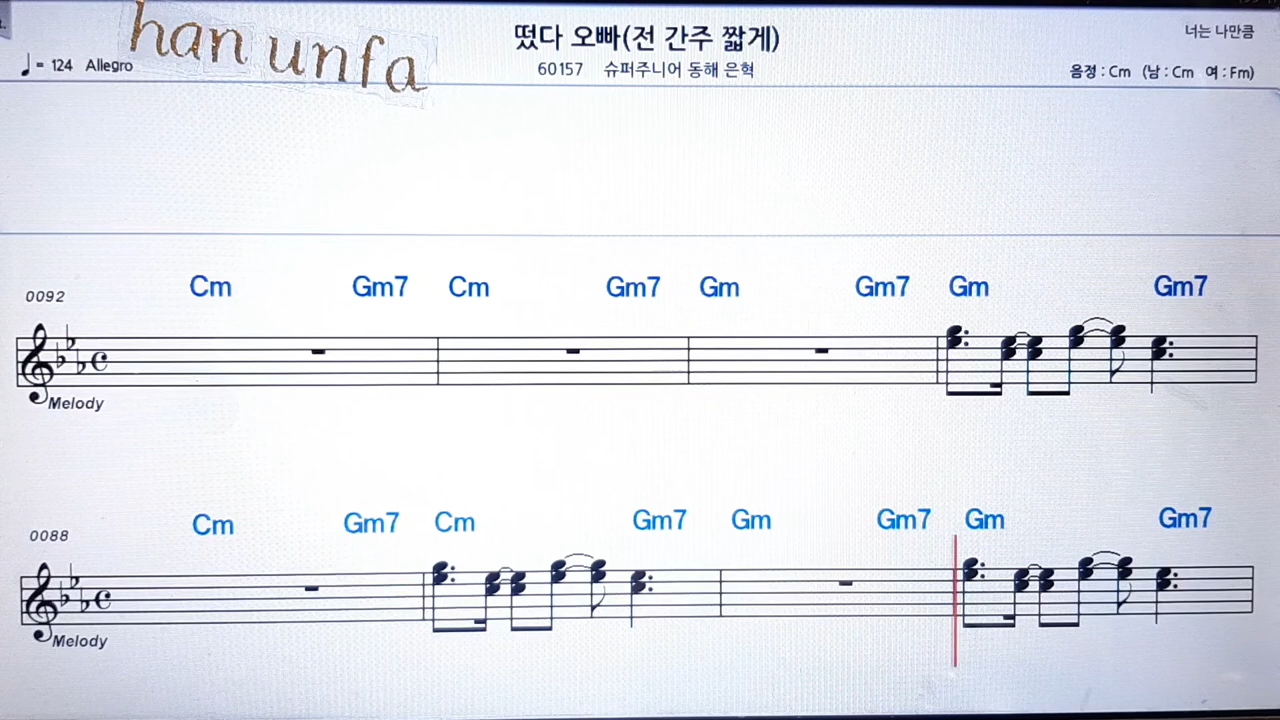 han unfa
떴다 오빠(전 간주 짧게)
너는 나만큼
♩ = 124 Allegro
60157 슈퍼주니어 동해 은혁
음정 : Cm (남 : Cm 여 : Fm)
Cm Gm7 Cm Gm7 Gm Gm7 Gm Gm7
0092
Melody
Cm Gm7 Cm Gm7 Gm Gm7 Gm Gm7
0088
Melody